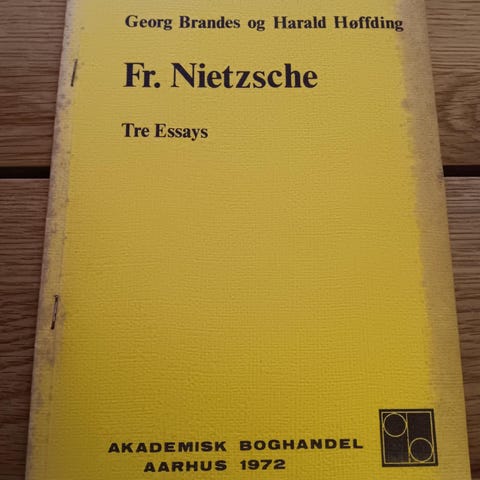 Georg Brandes og Harald Høffding
Fr. Nietzsche
Tre Essays
AKADEMISK BOGHANDEL
AARHUS 1972